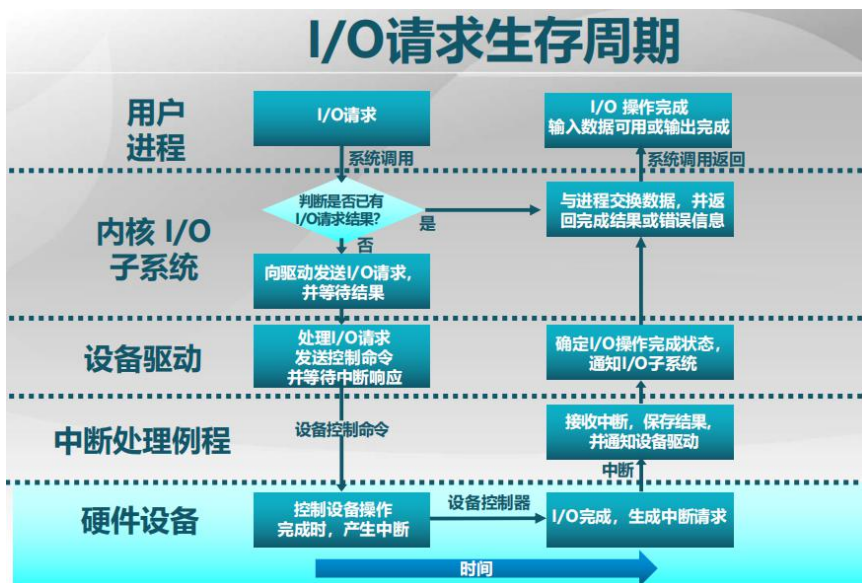 I/O请求生存周期
用户
进程
I/O请求
I/O 操作完成
输入数据可用或输出完成
系统调用
系统调用返回
内核 I/O
子系统
判断是否已有
I/O请求结果?
是
与进程交换数据，并返
回完成结果或错误信息
否
向驱动发送I/O请求，
并等待结果
设备驱动
处理I/O请求
发送控制命令
并等待中断响应
确定I/O操作完成状态，
通知I/O子系统
中断处理例程
设备控制命令
接收中断，保存结果，
并通知设备驱动
中断
硬件设备
控制设备操作
完成时，产生中断
设备控制器
I/O完成，生成中断请求
时间